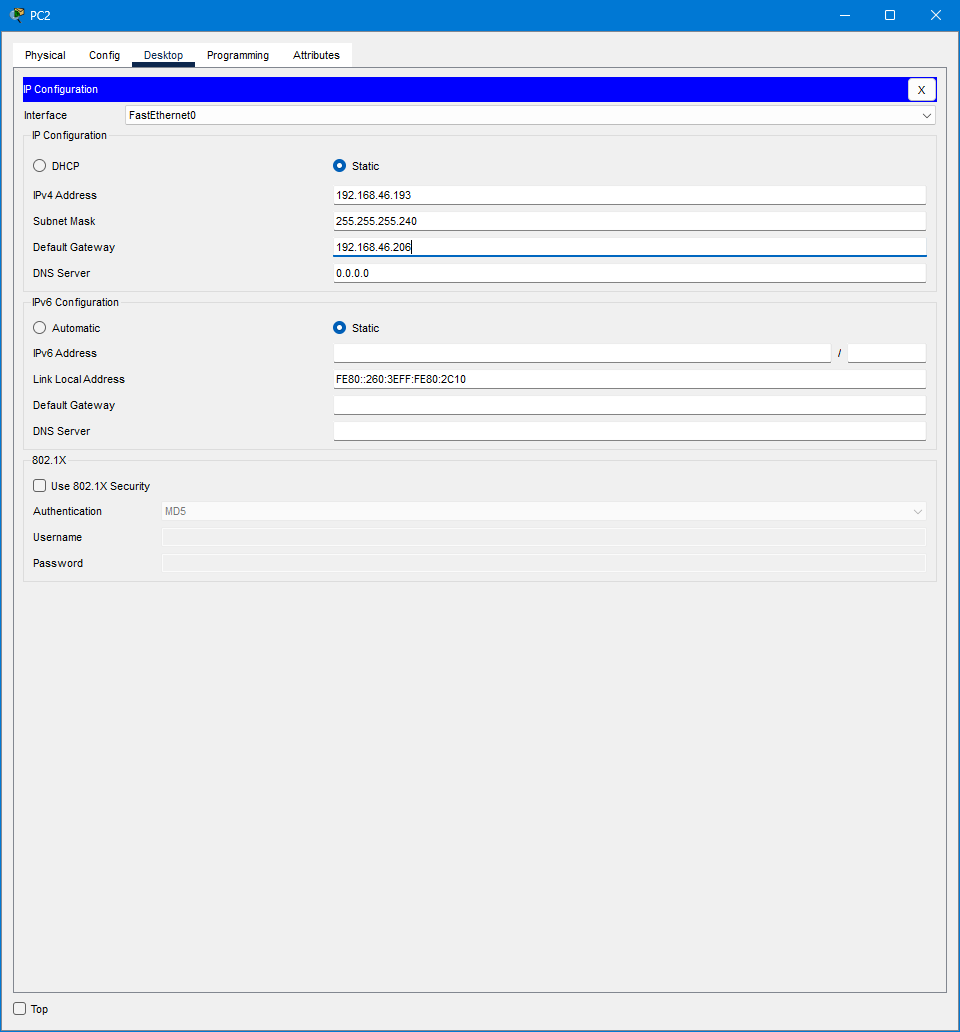 PC2
Physical Config Desktop Programming Attributes
IP Configuration X
Interface FastEthernet0
IP Configuration
DHCP Static
IPv4 Address 192.168.46.193
Subnet Mask 255.255.255.240
Default Gateway 192.168.46.206
DNS Server 0.0.0.0
IPv6 Configuration
Automatic Static
IPv6 Address /
Link Local Address FE80::260:3EFF:FE80:2C10
Default Gateway
DNS Server
802.1X
Use 802.1X Security
Authentication MD5
Username
Password
Top